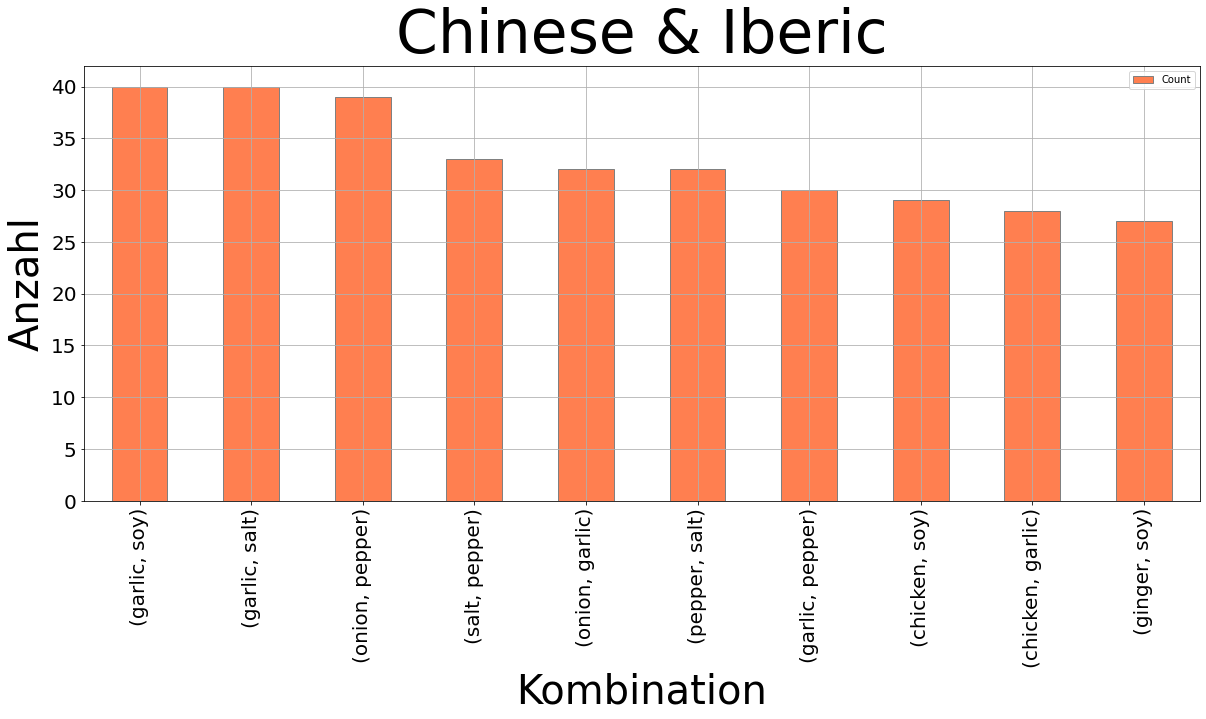 Chinese & Iberic
Count
Anzahl
40
35
30
25
20
15
10
5
0
(garlic, soy)
(garlic, salt)
(onion, pepper)
(salt, pepper)
(onion, garlic)
(pepper, salt)
(garlic, pepper)
(chicken, soy)
(chicken, garlic)
(ginger, soy)
Kombination